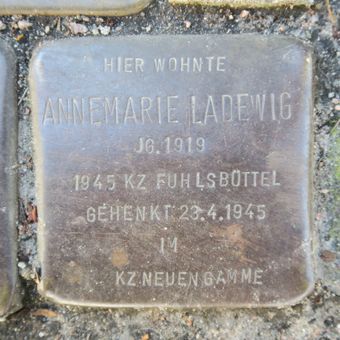 HIER WOHNTE
ANNEMARIE LADEWIG
JG. 1919
1945 KZ FUHLSBÜTTEL
GEHENKT 23.4.1945
IM
KZ NEUENGAMME